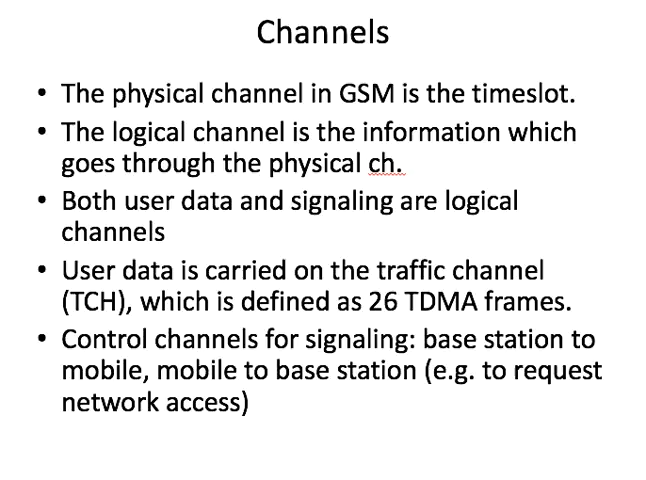 Channels
• The physical channel in GSM is the timeslot.
• The logical channel is the information which
goes through the physical ch.
• Both user data and signaling are logical
channels
• User data is carried on the traffic channel
(TCH), which is defined as 26 TDMA frames.
• Control channels for signaling: base station to
mobile, mobile to base station (e.g. to request
network access)